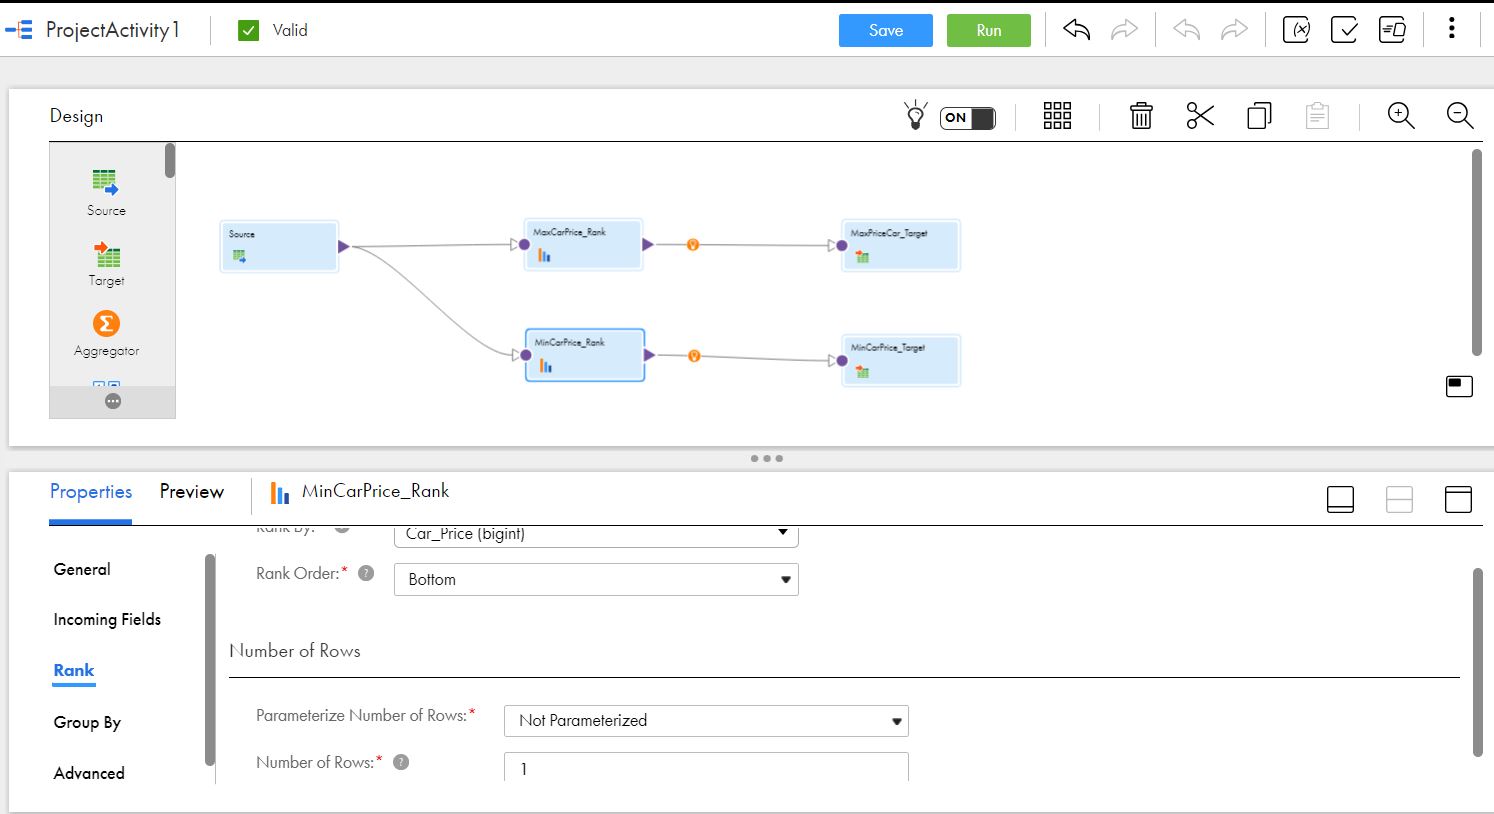 ProjectActivity1
Valid
Save
Run
Design
ON
Source
Target
Aggregator
Source
MaxCarPrice_Rank
MaxPriceCar_Target
MinCarPrice_Rank
MinCarPrice_Target
Properties
Preview
MinCarPrice_Rank
General
Incoming Fields
Rank
Group By
Advanced
Rank By: ?
Car_Price (bigint)
Rank Order:* ?
Bottom
Number of Rows
Parameterize Number of Rows:*
Not Parameterized
Number of Rows:* ?
1